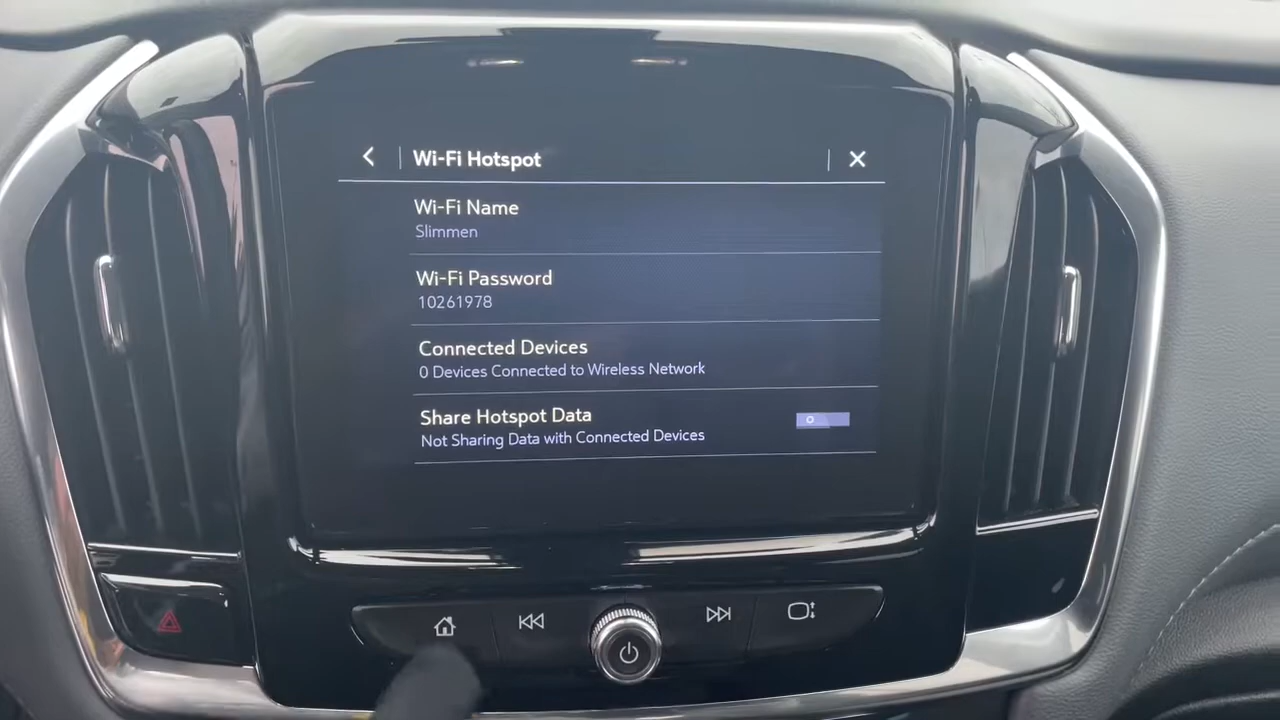 Wi-Fi Hotspot
Wi-Fi Name
Slimmen
Wi-Fi Password
10261978
Connected Devices
0 Devices Connected to Wireless Network
Share Hotspot Data
Not Sharing Data with Connected Devices